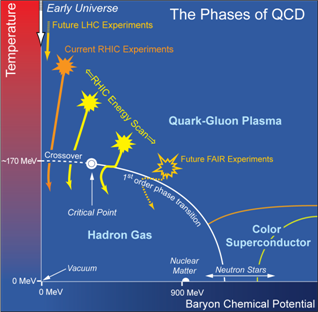 The Phases of QCD
Temperature
Early Universe
Future LHC Experiments
Current RHIC Experiments
RHIC Energy Scan
Quark-Gluon Plasma
~170 MeV
Crossover
Future FAIR Experiments
1st order phase transition
Critical Point
Hadron Gas
Color
Superconductor
Nuclear
Matter
Vacuum
Neutron Stars
0 MeV
0 MeV
900 MeV
Baryon Chemical Potential